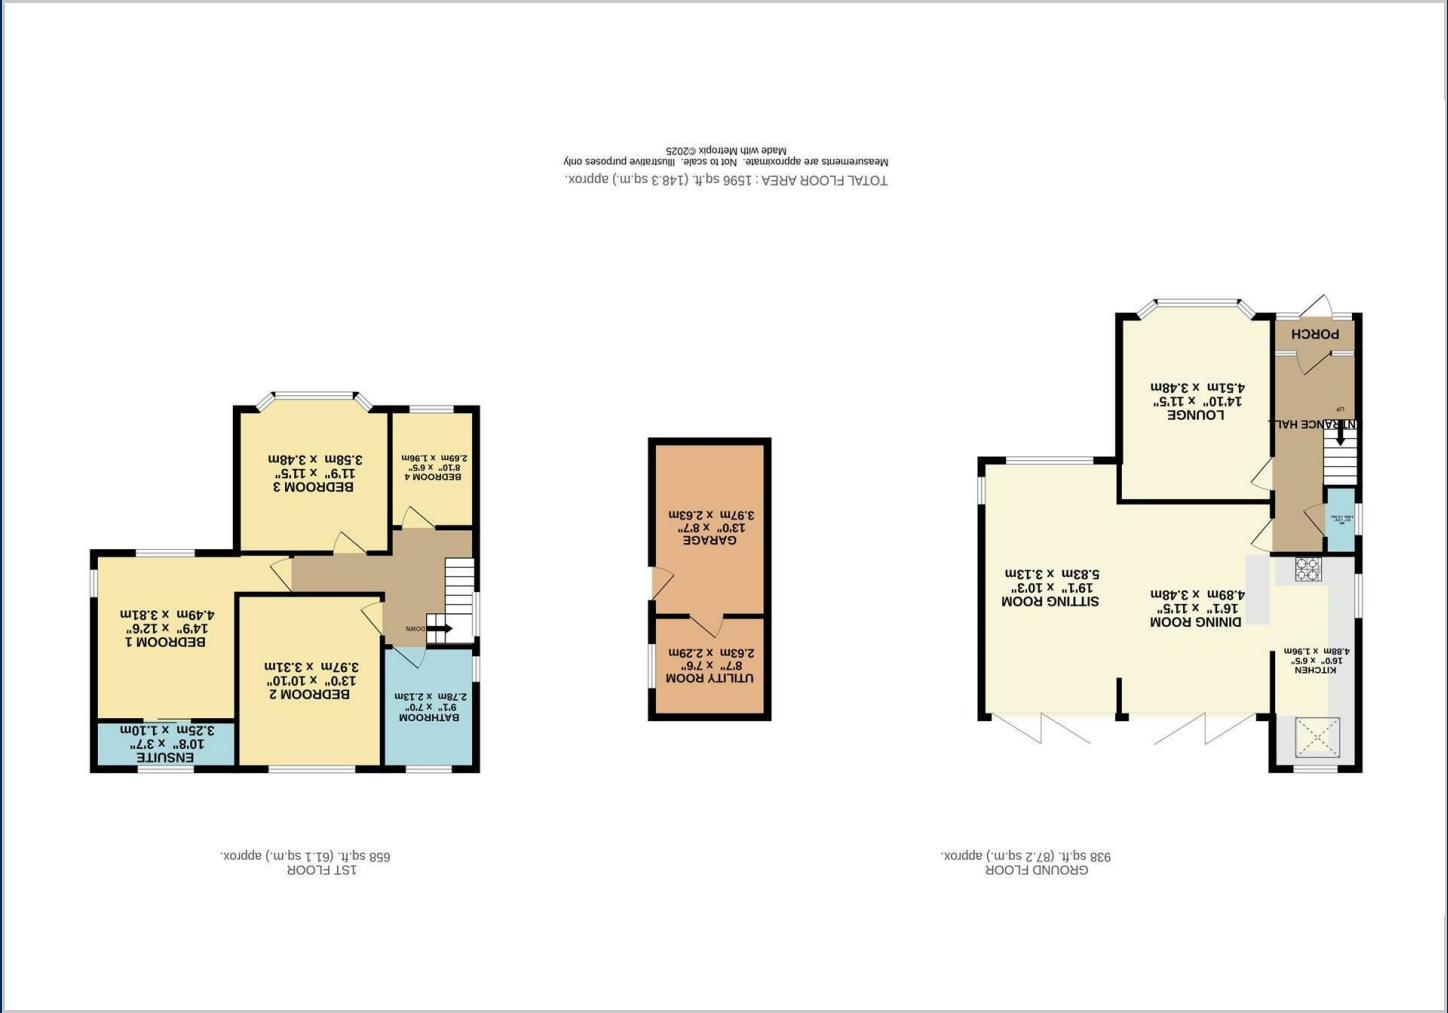 GROUND FLOOR
938 sq.ft. (87.2 sq.m.) approx.
KITCHEN
16'0" x 6'5"
4.88m x 1.96m
DINING ROOM
16'1" x 11'5"
4.89m x 3.48m
SITTING ROOM
19'1" x 10'3"
5.83m x 3.13m
WC
ENTRANCE HALL
UP
LOUNGE
14'10" x 11'5"
4.51m x 3.48m
PORCH
UTILITY ROOM
8'7" x 7'6"
2.63m x 2.29m
GARAGE
13'0" x 8'7"
3.97m x 2.63m
1ST FLOOR
658 sq.ft. (61.1 sq.m.) approx.
BATHROOM
9'1" x 7'0"
2.78m x 2.13m
BEDROOM 2
13'0" x 10'10"
3.97m x 3.31m
ENSUITE
10'8" x 3'7"
3.25m x 1.10m
BEDROOM 1
14'9" x 12'6"
4.49m x 3.81m
DOWN
BEDROOM 4
8'10" x 6'5"
2.69m x 1.96m
BEDROOM 3
11'9" x 11'5"
3.58m x 3.48m
TOTAL FLOOR AREA : 1596 sq.ft. (148.3 sq.m.) approx.
Measurements are approximate. Not to scale. Illustrative purposes only
Made with Metropix ©2025